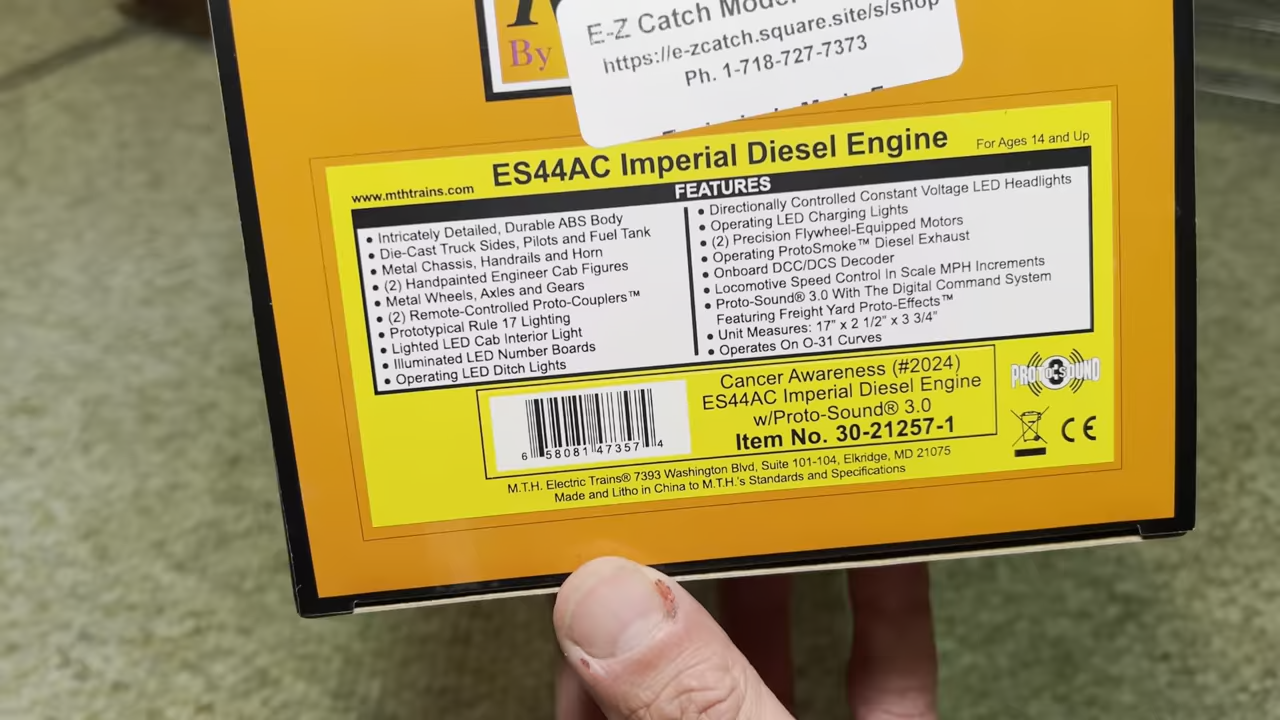 By
E-Z Catch Model
https://e-zcatch.square.site/s/shop
Ph. 1-718-727-7373
www.mthtrains.com
ES44AC Imperial Diesel Engine
For Ages 14 and Up
FEATURES
• Intricately Detailed, Durable ABS Body
• Die-Cast Truck Sides, Pilots and Fuel Tank
• Metal Chassis, Handrails and Horn
• (2) Handpainted Engineer Cab Figures
• Metal Wheels, Axles and Gears
• (2) Remote-Controlled Proto-Couplers™
• Prototypical Rule 17 Lighting
• Lighted LED Cab Interior Light
• Illuminated LED Number Boards
• Operating LED Ditch Lights
• Directionally Controlled Constant Voltage LED Headlights
• Operating LED Charging Lights
• (2) Precision Flywheel-Equipped Motors
• Operating ProtoSmoke™ Diesel Exhaust
• Onboard DCC/DCS Decoder
• Locomotive Speed Control In Scale MPH Increments
• Proto-Sound® 3.0 With The Digital Command System
Featuring Freight Yard Proto-Effects™
• Unit Measures: 17” x 2 1/2” x 3 3/4”
• Operates On O-31 Curves
6 58081 47357 4
Cancer Awareness (#2024)
ES44AC Imperial Diesel Engine
w/Proto-Sound® 3.0
Item No. 30-21257-1
PROTO SOUND
3
CE
M.T.H. Electric Trains® 7393 Washington Blvd, Suite 101-104, Elkridge, MD 21075
Made and Litho in China to M.T.H.'s Standards and Specifications